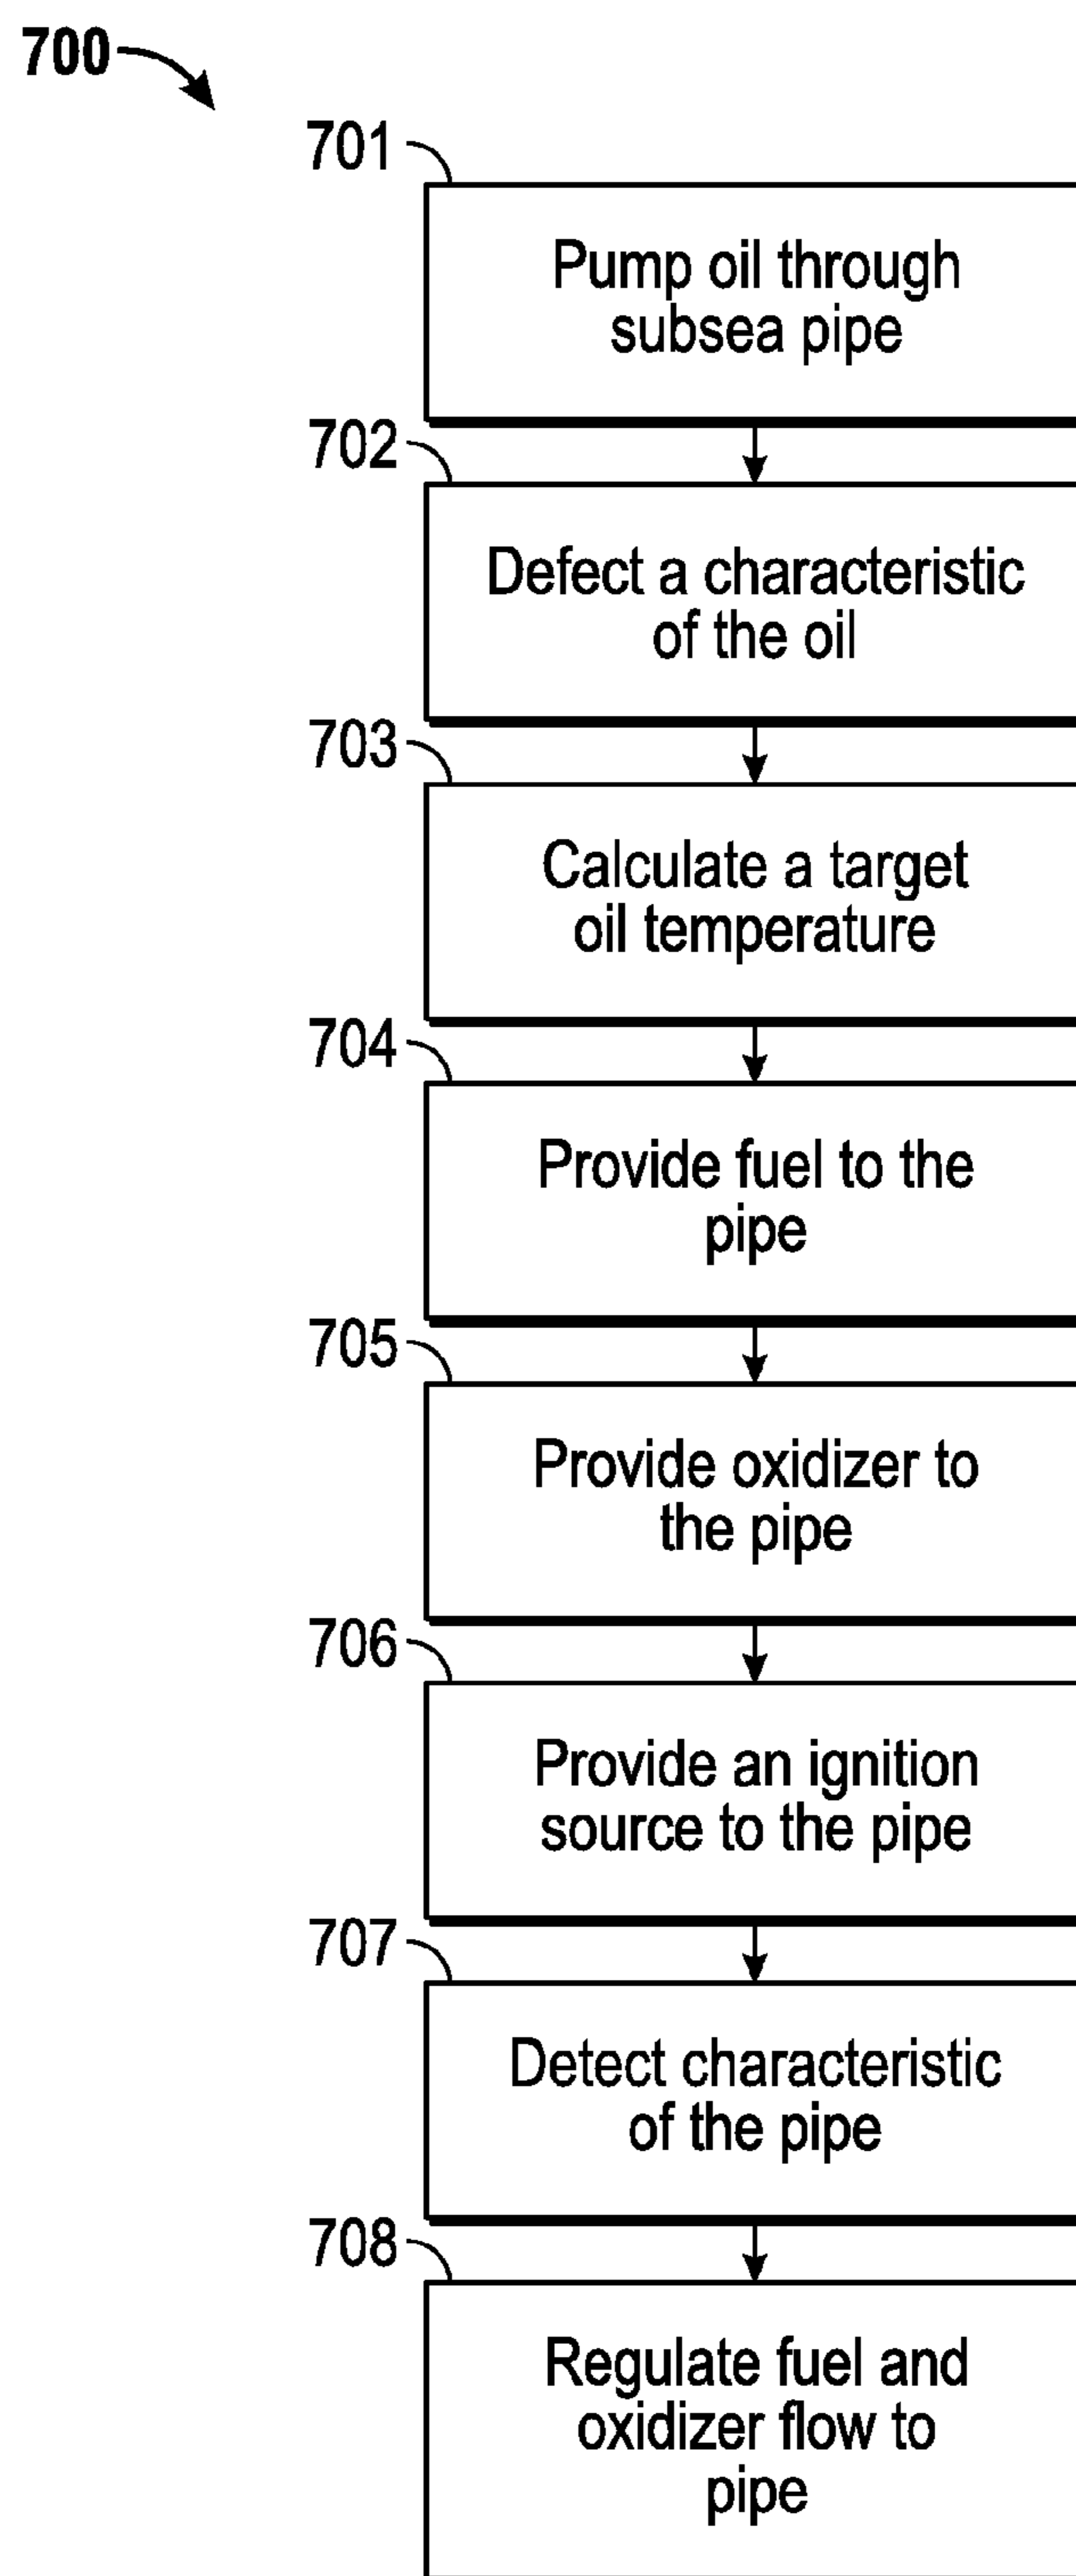 700
701
Pump oil through
subsea pipe
702
Defect a characteristic
of the oil
703
Calculate a target
oil temperature
704
Provide fuel to the
pipe
705
Provide oxidizer to
the pipe
706
Provide an ignition
source to the pipe
707
Detect characteristic
of the pipe
708
Regulate fuel and
oxidizer flow to
pipe